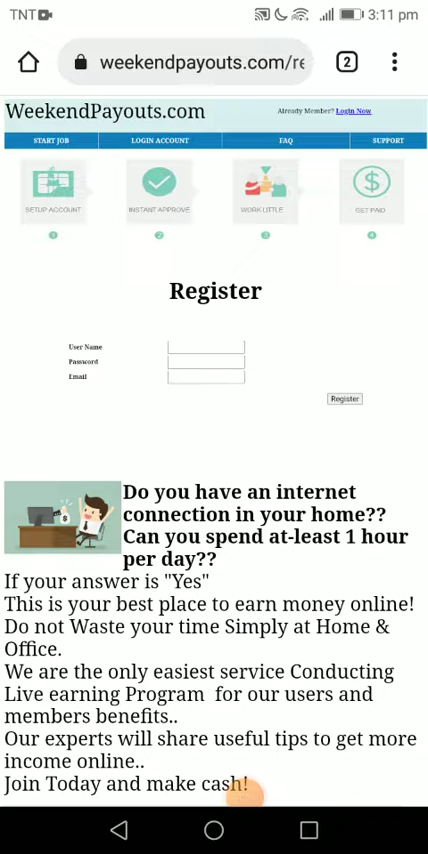 TNT
3:11 pm
weekendpayouts.com/re
2
WeekendPayouts.com
Already Member? Login Now
START JOB LOGIN ACCOUNT FAQ SUPPORT
SETUP ACCOUNT INSTANT APPROVE WORK LITTLE GET PAID
1 2 3 4
Register
User Name
Password
Email
Register
Do you have an internet
connection in your home??
Can you spend at-least 1 hour
per day??
If your answer is "Yes"
This is your best place to earn money online!
Do not Waste your time Simply at Home &
Office.
We are the only easiest service Conducting
Live earning Program for our users and
members benefits..
Our experts will share useful tips to get more
income online..
Join Today and make cash!